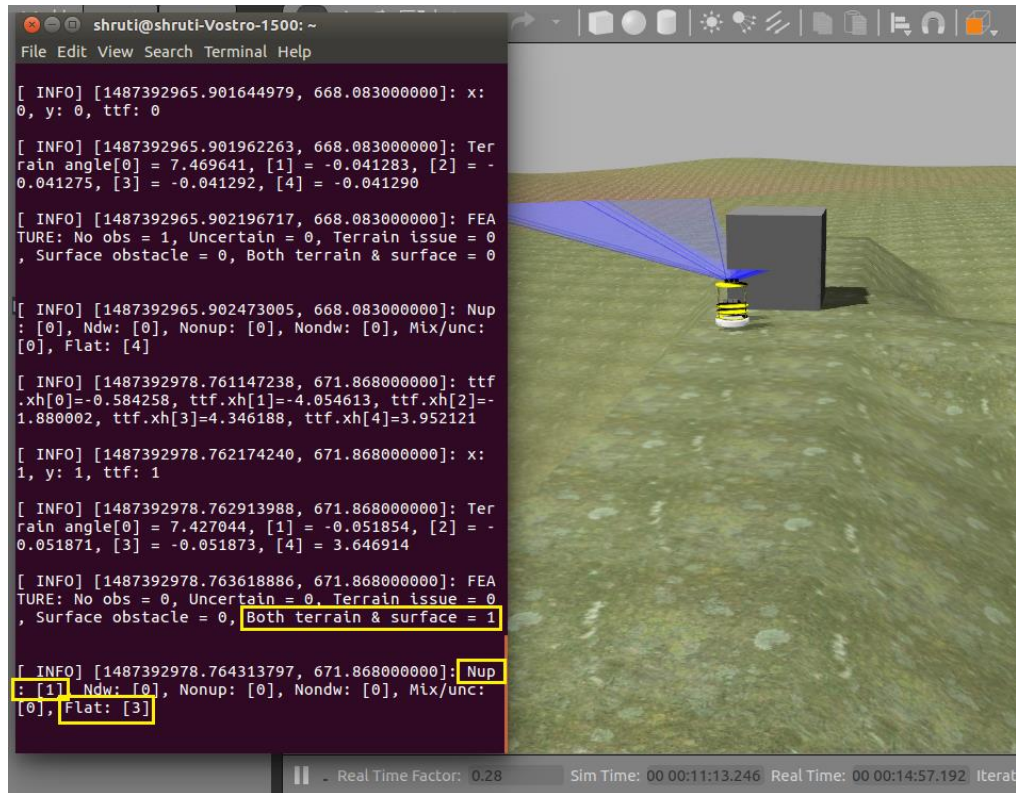 shruti@shruti-Vostro-1500: ~
File Edit View Search Terminal Help
[ INFO] [1487392965.901644979, 668.083000000]: x:
0, y: 0, ttf: 0
[ INFO] [1487392965.901962263, 668.083000000]: Ter
rain angle[0] = 7.469641, [1] = -0.041283, [2] = -
0.041275, [3] = -0.041292, [4] = -0.041290
[ INFO] [1487392965.902196717, 668.083000000]: FEA
TURE: No obs = 1, Uncertain = 0, Terrain issue = 0
, Surface obstacle = 0, Both terrain & surface = 0
[ INFO] [1487392965.902473005, 668.083000000]: Nup
: [0], Ndw: [0], Nonup: [0], Nondw: [0], Mix/unc:
[0], Flat: [4]
[ INFO] [1487392978.761147238, 671.868000000]: ttf
.xh[0]=-0.584258, ttf.xh[1]=-4.054613, ttf.xh[2]=-
1.880002, ttf.xh[3]=4.346188, ttf.xh[4]=3.952121
[ INFO] [1487392978.762174240, 671.868000000]: x:
1, y: 1, ttf: 1
[ INFO] [1487392978.762913988, 671.868000000]: Ter
rain angle[0] = 7.427044, [1] = -0.051854, [2] = -
0.051871, [3] = -0.051873, [4] = 3.646914
[ INFO] [1487392978.763618886, 671.868000000]: FEA
TURE: No obs = 0, Uncertain = 0, Terrain issue = 0
, Surface obstacle = 0, Both terrain & surface = 1
[ INFO] [1487392978.764313797, 671.868000000]: Nup
: [1], Ndw: [0], Nonup: [0], Nondw: [0], Mix/unc:
[0], Flat: [3]
Real Time Factor: 0.28 Sim Time: 00 00:11:13.246 Real Time: 00 00:14:57.192 Iterat